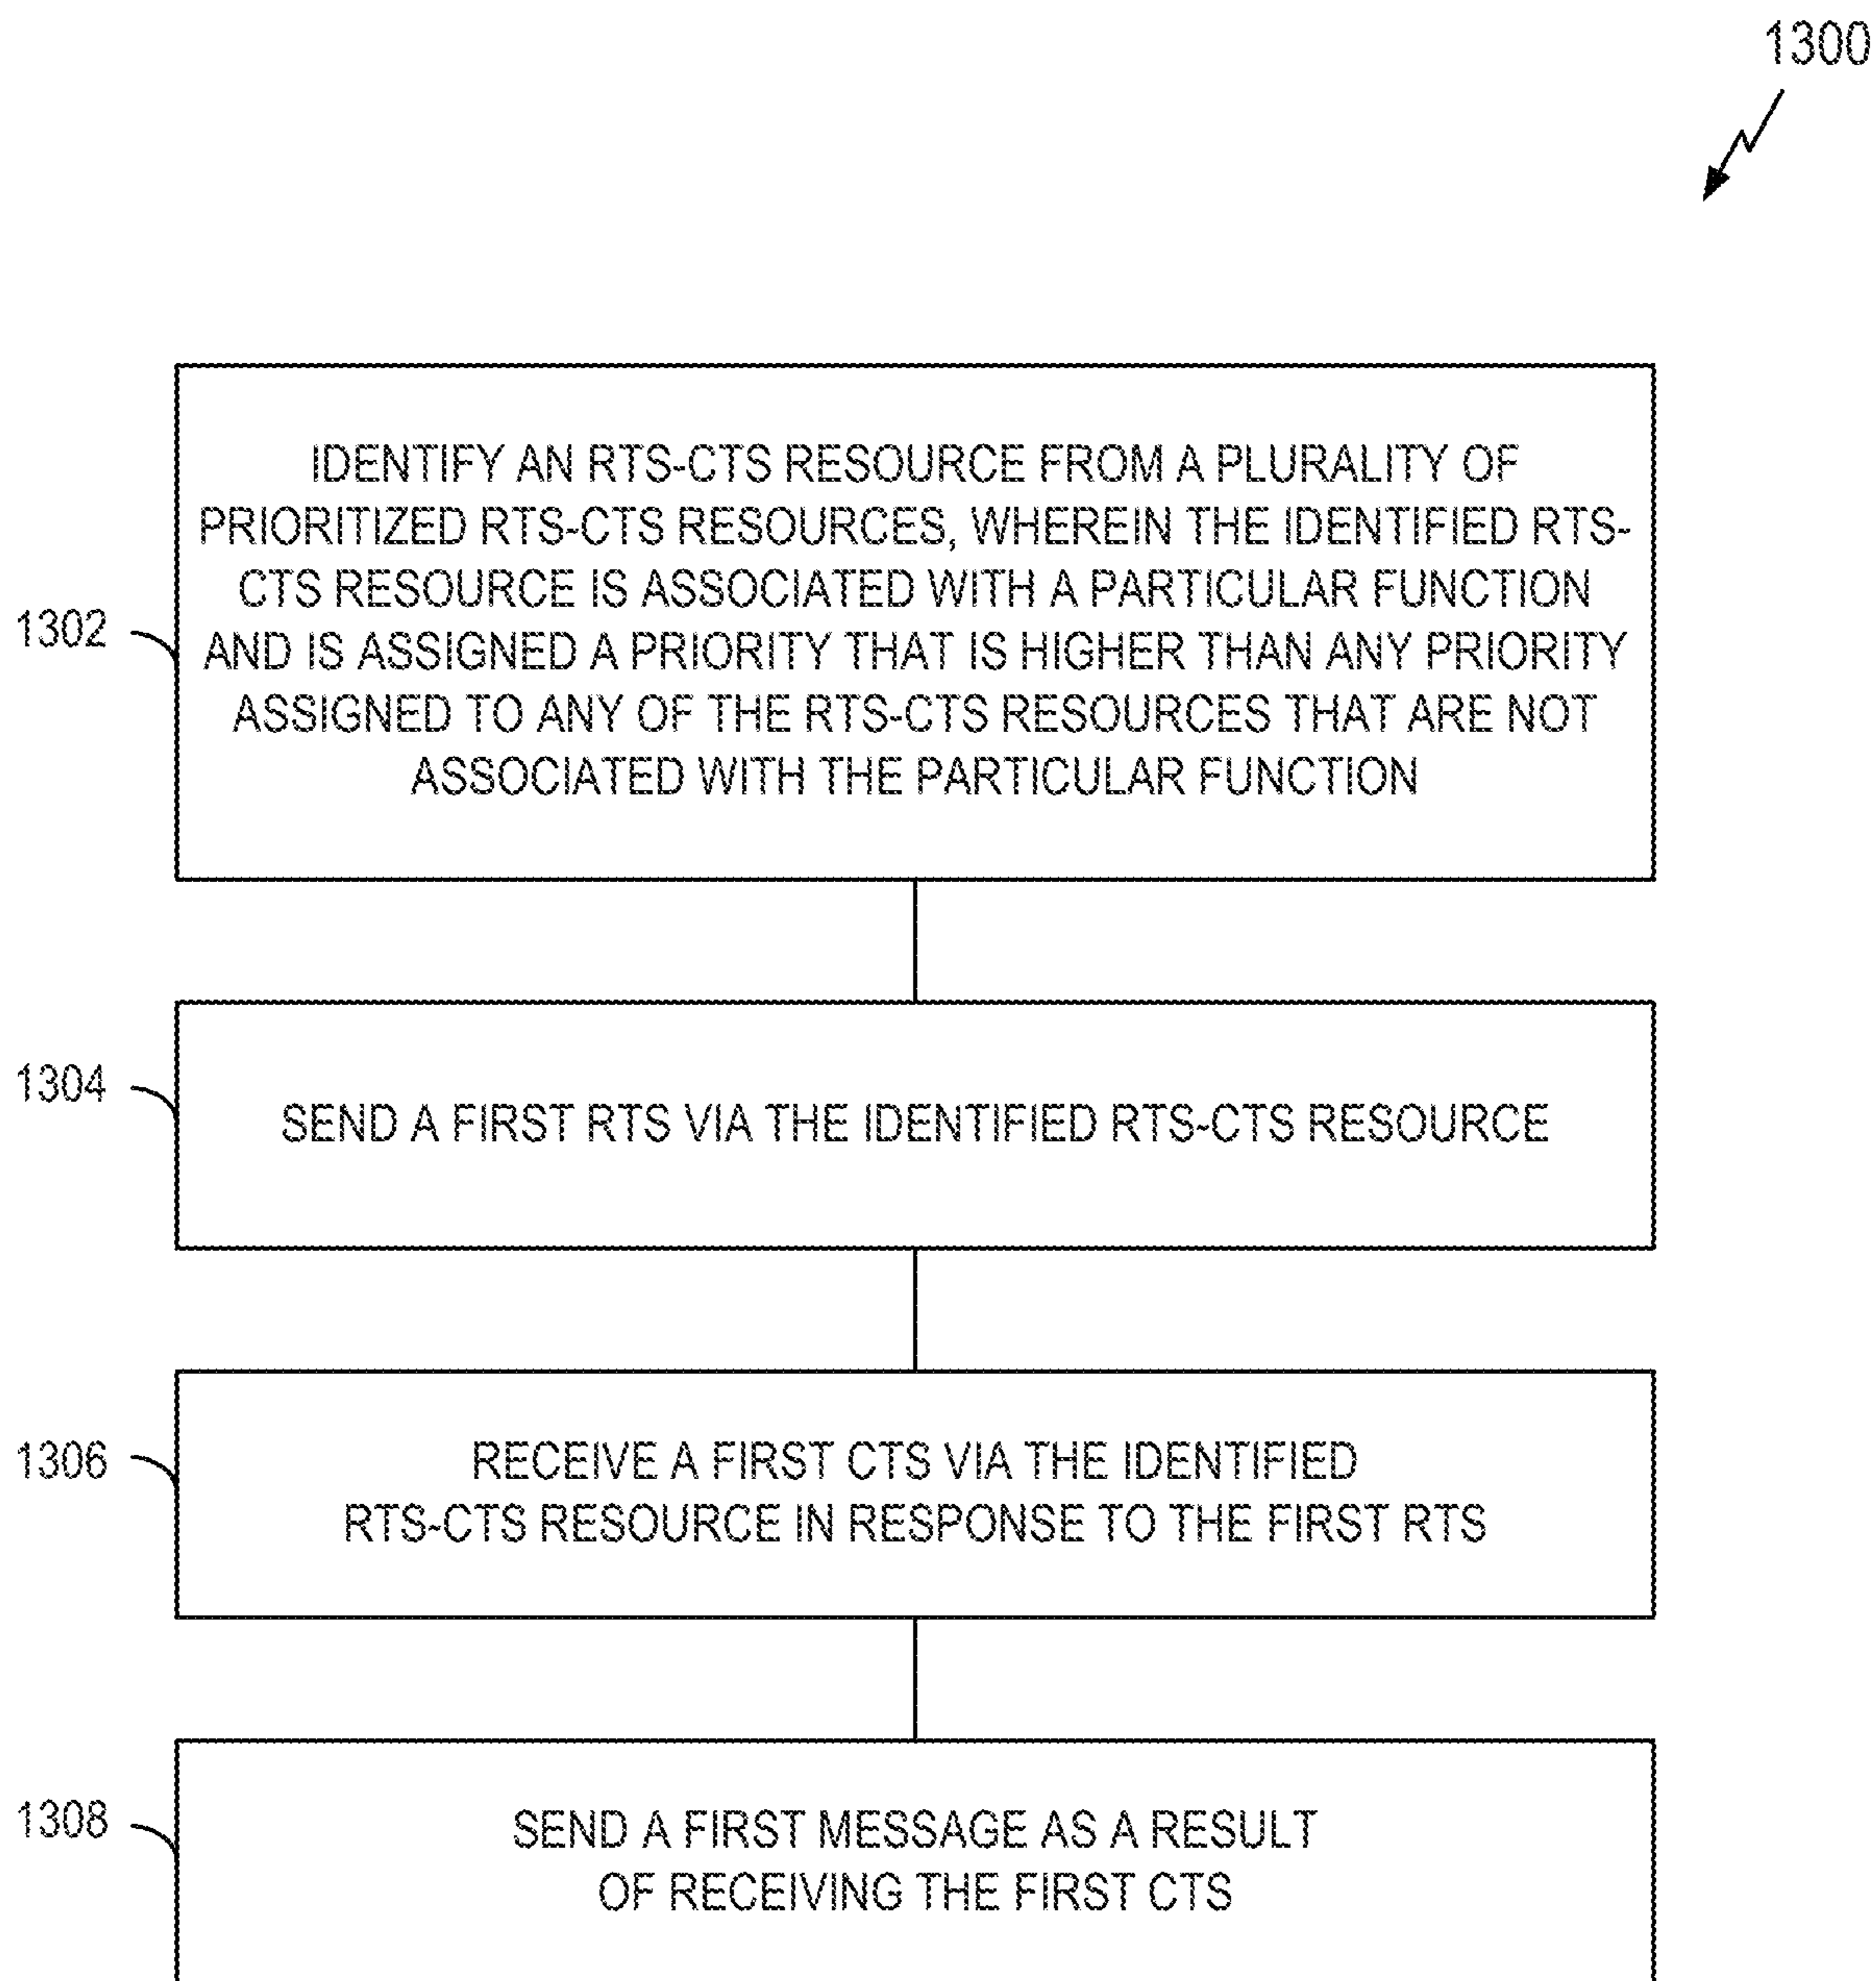 1300
IDENTIFY AN RTS-CTS RESOURCE FROM A PLURALITY OF
PRIORITIZED RTS-CTS RESOURCES, WHEREIN THE IDENTIFIED RTS-
CTS RESOURCE IS ASSOCIATED WITH A PARTICULAR FUNCTION
AND IS ASSIGNED A PRIORITY THAT IS HIGHER THAN ANY PRIORITY
ASSIGNED TO ANY OF THE RTS-CTS RESOURCES THAT ARE NOT
ASSOCIATED WITH THE PARTICULAR FUNCTION
1302
1304
SEND A FIRST RTS VIA THE IDENTIFIED RTS-CTS RESOURCE
1306
RECEIVE A FIRST CTS VIA THE IDENTIFIED
RTS-CTS RESOURCE IN RESPONSE TO THE FIRST RTS
1308
SEND A FIRST MESSAGE AS A RESULT
OF RECEIVING THE FIRST CTS